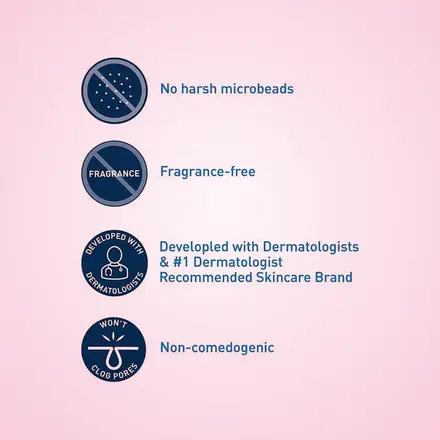 No harsh microbeads
FRAGRANCE
Fragrance-free
DEVELOPED WITH
DERMATOLOGISTS
Developled with Dermatologists
& #1 Dermatologist
Recommended Skincare Brand
WON'T
CLOG PORES
Non-comedogenic